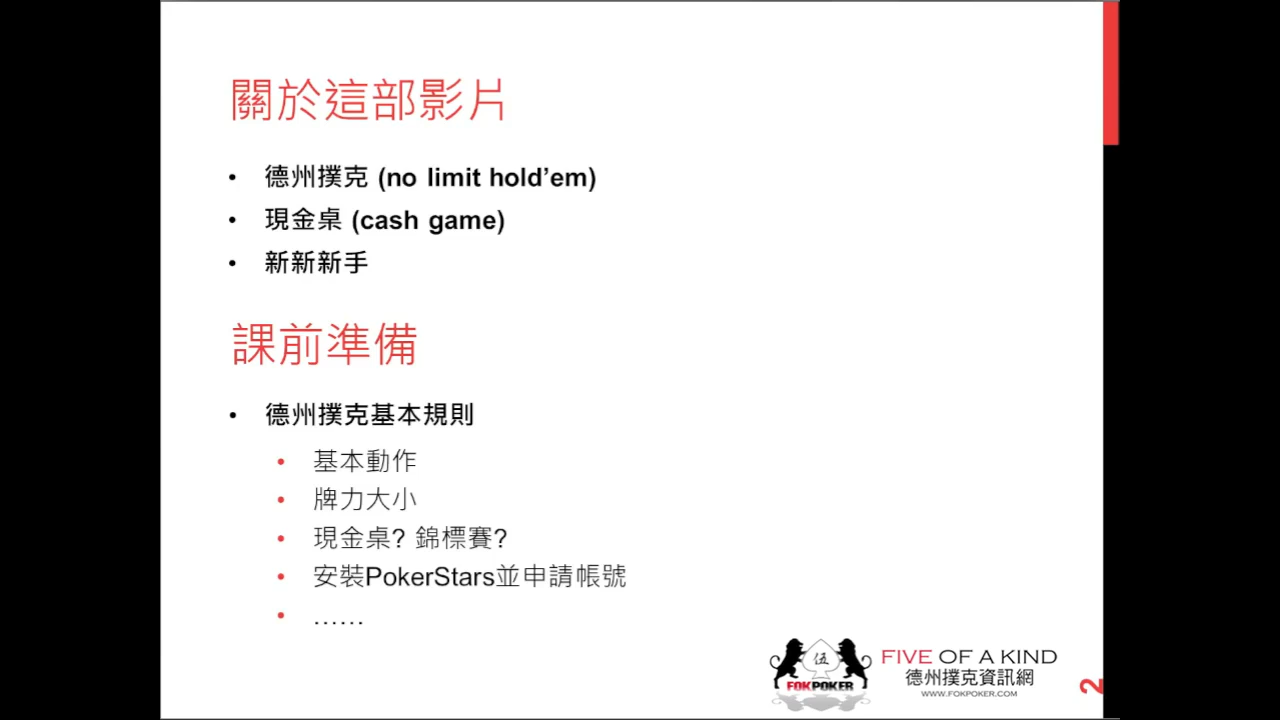 關於這部影片
• 德州撲克 (no limit hold’em)
• 現金桌 (cash game)
• 新新新手
課前準備
• 德州撲克基本規則
• 基本動作
• 牌力大小
• 現金桌? 錦標賽?
• 安裝PokerStars並申請帳號
• ……
伍
FOKPOKER
FIVE OF A KIND
德州撲克資訊網
WWW.FOKPOKER.COM
2